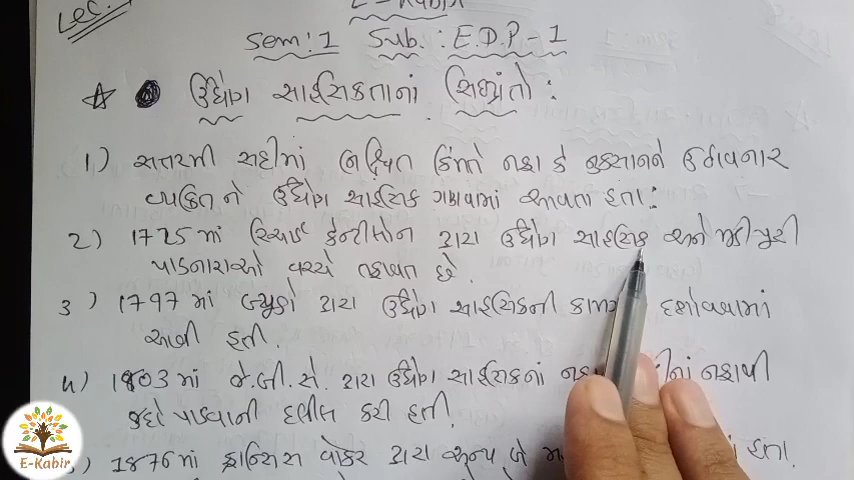 Lec.
E-Kabir
Sem: 1 Sub.: E.D.P-1
ઉદ્યોગ સાહસિકતાનાં સિધ્ધાંતો:
1) સત્તરમી સદીમાં કિંમતે નફા કે નુકસાનને ઉઠાવનાર
વ્યકિત ને ઉદ્યોગ સાહસિક ગણવામાં આવતા હતા:
2) 1725 માં રિચાર્ડ કેન્ટીલોન દ્વારા ઉદ્યોગ સાહસિક અને મુડી પુરી
પાડનારાઓ વચ્ચે તફાવત છે.
3) 1797 માં દ્વારા ઉદ્યોગ સાહસિકની દર્શાવવામાં
આવી હતી.
4) 1803 માં જે.બી.સે. દ્વારા ઉદ્યોગ સાહસિકનાં નફાથી
જુદો પાડવાની દલીલ કરી હતી.
1876 માં ફ્રાન્સિસ વોકર દ્વારા અન્ય બે હતા.
E-Kabir